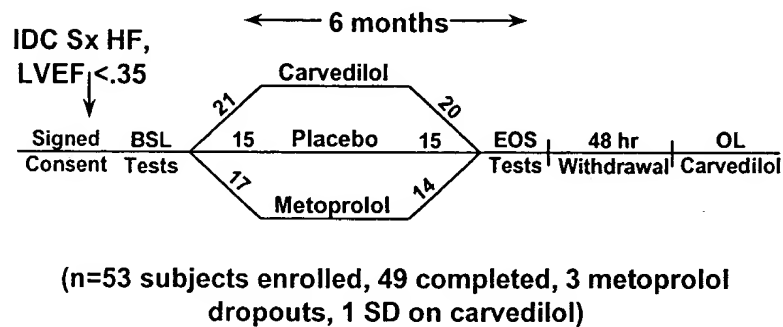 6 months
IDC Sx HF,
LVEF <.35
Carvedilol
21
20
Signed
BSL
15
Placebo
15
EOS
48 hr
OL
Consent
Tests
Tests
Withdrawal
Carvedilol
17
14
Metoprolol
(n=53 subjects enrolled, 49 completed, 3 metoprolol
dropouts, 1 SD on carvedilol)